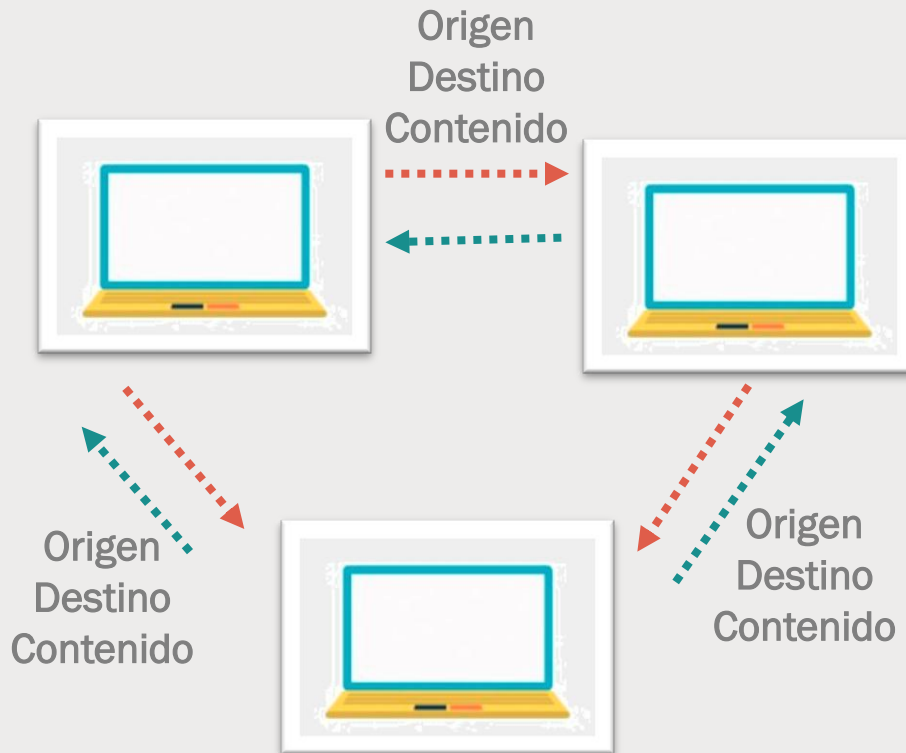 Origen
Destino
Contenido
Origen
Destino
Contenido
Origen
Destino
Contenido